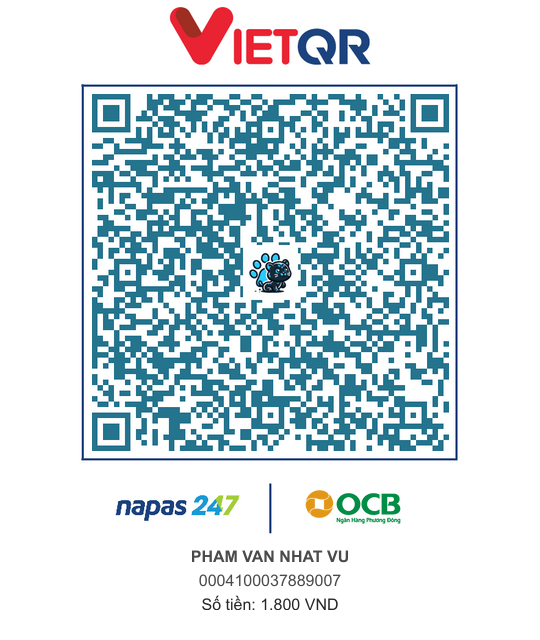 VIETQR
napas 247
OCB
Ngân Hàng Phương Đông
PHAM VAN NHAT VU
0004100037889007
Số tiền: 1.800 VND